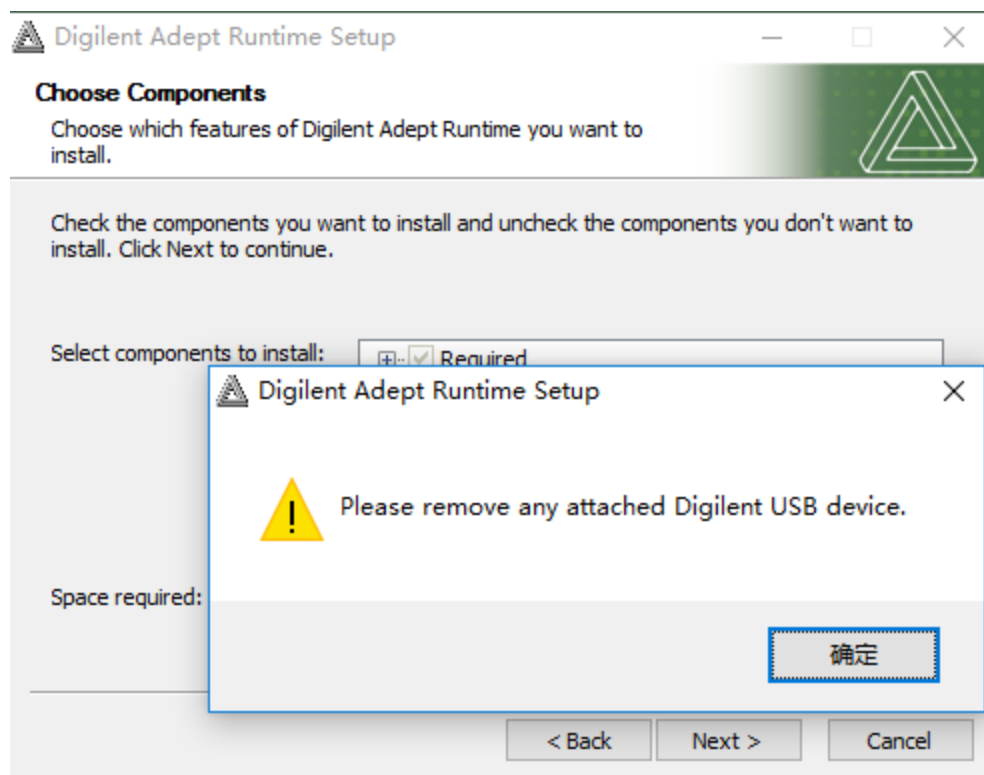 Digilent Adept Runtime Setup
Choose Components
Choose which features of Digilent Adept Runtime you want to
install.
Check the components you want to install and uncheck the components you don't want to
install. Click Next to continue.
Select components to install:
Required
Digilent Adept Runtime Setup
Please remove any attached Digilent USB device.
Space required:
确定
< Back
Next >
Cancel